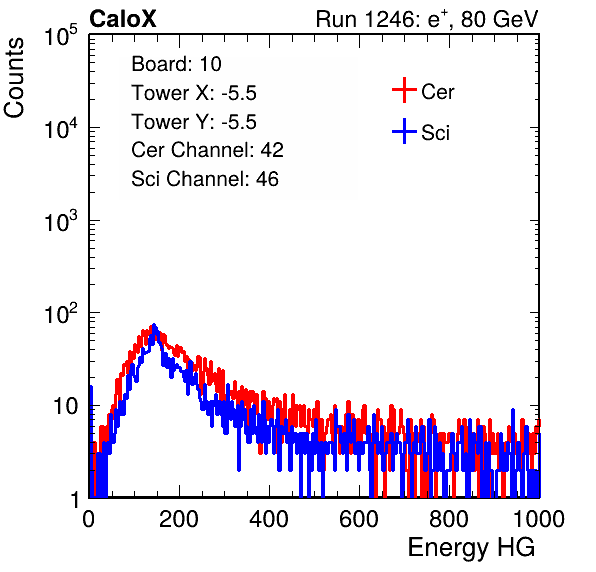 CaloX Run 1246: e⁺, 80 GeV
Counts
Board: 10
Tower X: -5.5
Tower Y: -5.5
Cer Channel: 42
Sci Channel: 46
Cer
Sci
10⁵
10⁴
10³
10²
10
1
0 200 400 600 800 1000
Energy HG